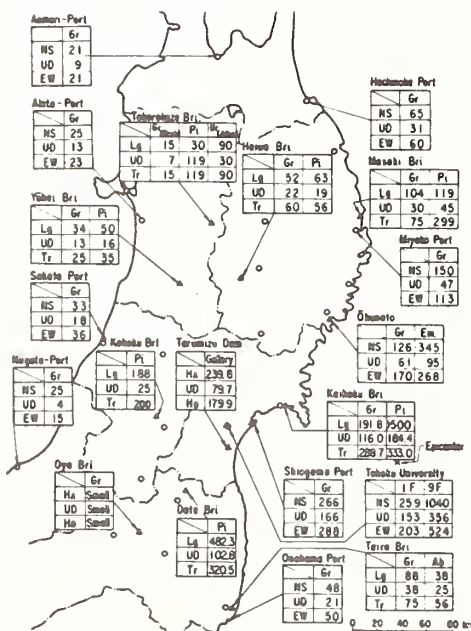 Aomori-Port
Gr
NS 21
UD 9
EW 21
Hachinohe Port
Gr
NS 65
UD 31
EW 60
Akita-Port
Gr
NS 25
UD 13
EW 23
Bri
Gr Pi Gr
Lg 15 30 90
UD 7 119 30
Tr 15 119 90
Bri
Gr Pi
Lg 52 63
UD 22 19
Tr 60 56
Masaki Bri
Gr Pi
Lg 104 119
UD 30 45
Tr 75 299
Yūhei Bri
Gr Pi
Lg 34 50
UD 13 16
Tr 25 35
Miyako Port
Gr
NS 150
UD 47
EW 113
Sakata Port
Gr
NS 33
UD 18
EW 36
Ōhunato
Gr Em.
NS 126 345
UD 61 95
EW 170 268
Port
Gr
NS 25
UD 4
EW 15
Bri
Pi
Lg 188
UD 25
Tr 200
Tarumizu Dam
Gallery
HA 239.8
UD 79.7
179.9
Kaihoku Bri
Gr Pi
Lg 191.8 >500
UD 116.0 184.4
Tr 288.7 333.0
Epicenter
Shiogama Port
Gr
NS 266
UD 166
EW 288
Tohoku University
1F 9F
NS 259 1040
UD 153 356
EW 203 524
Bri
Gr
HA Small
UD Small
Small
Date Bri
Pi
Lg 482.3
UD 102.8
Tr 320.5
Onahama Port
Gr
NS 48
UD 21
EW 50
Bri
Gr Ab
Lg 88 38
UD 38 25
Tr 75 56
0 20 40 60 80